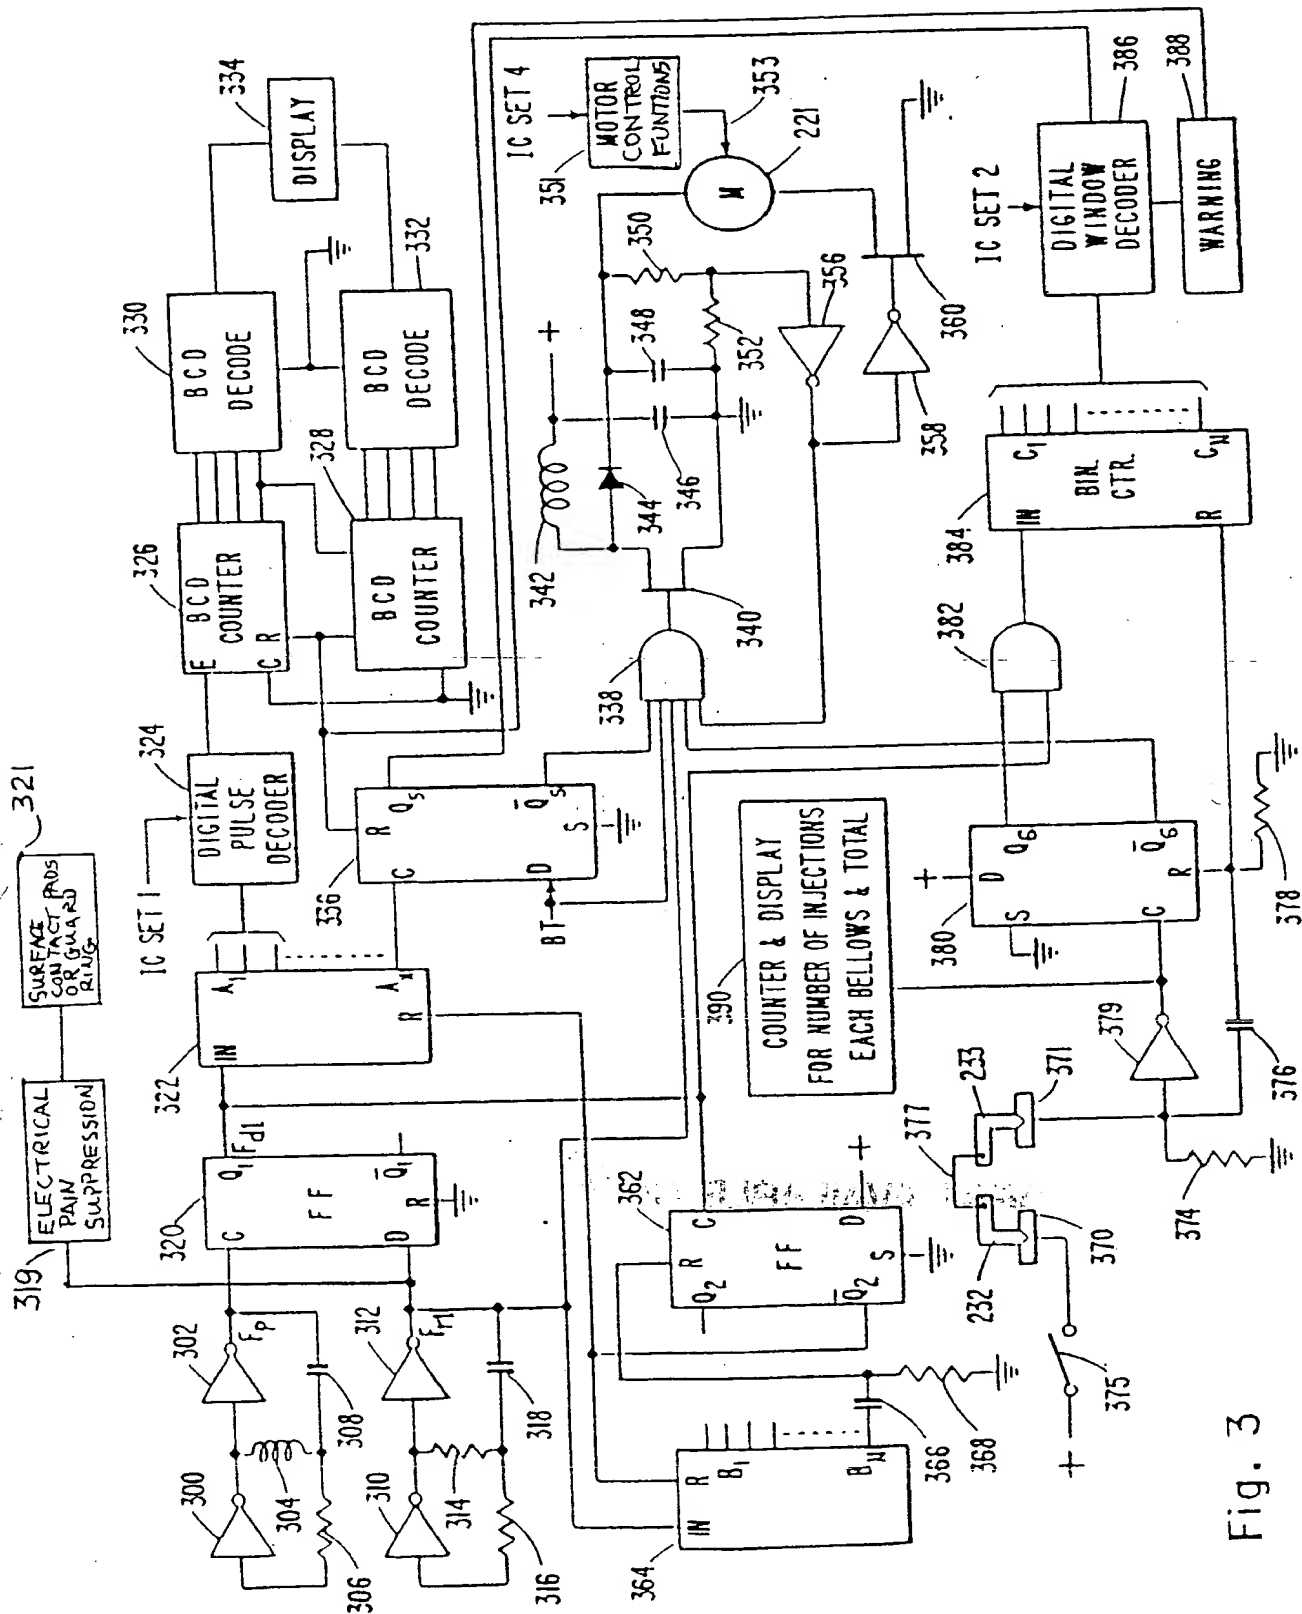 319
ELECTRICAL
PAIN
SUPPRESSION
SURFACE
CONTACT PADS
OR GUARD
RING
321
300
302
304
306
308
Fp
310
312
314
316
318
Fr1
320
C
Q1
Fd1
FF
D
R
Q̅1
322
IN
A1
AN
R
IC SET 1
DIGITAL
PULSE
DECODER
324
326
E
BCD
COUNTER
C
R
BCD
COUNTER
328
330
BCD
DECODE
BCD
DECODE
332
334
DISPLAY
336
R
Q5
C
D
Q̅5
S
BT
338
340
342
344
346
348
350
352
+
IC SET 4
351
MOTOR
CONTROL
FUNTIONS
353
M
221
356
358
360
362
R
C
Q2
FF
Q̅2
D
S
+
364
IN
R
B1
BN
366
368
390
COUNTER & DISPLAY
FOR NUMBER OF INJECTIONS
EACH BELLOWS & TOTAL
+
375
232
370
377
233
371
374
376
378
379
380
+
S
D
Q6
C
R
Q̅6
382
384
IN
C1
BIN.
CTR.
R
CN
IC SET 2
DIGITAL
WINDOW
DECODER
386
WARNING
388
Fig. 3